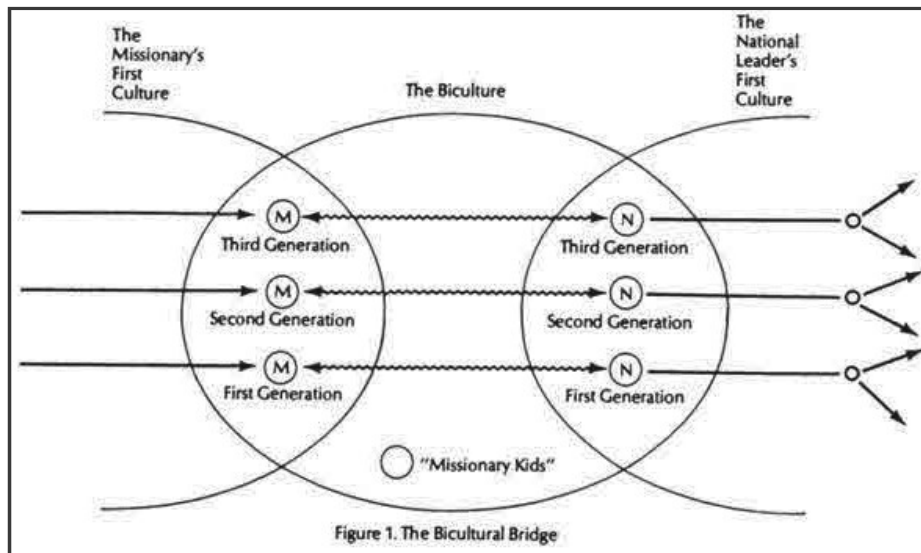 The
Missionary's
First
Culture
The Biculture
The
National
Leader's
First
Culture
M
N
Third Generation
Third Generation
M
N
Second Generation
Second Generation
M
N
First Generation
First Generation
"Missionary Kids"
Figure 1. The Bicultural Bridge